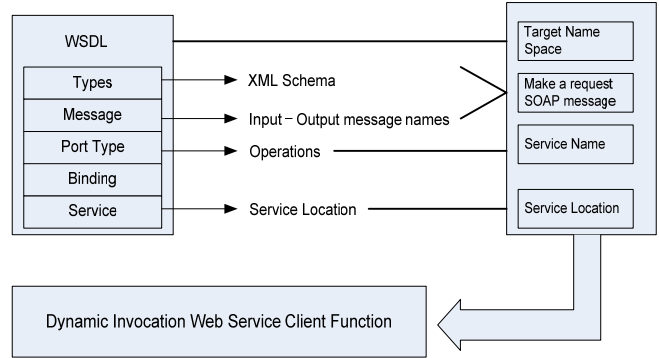 WSDL
Types
Message
Port Type
Binding
Service
XML Schema
Input – Output message names
Operations
Service Location
Target Name
Space
Make a request
SOAP message
Service Name
Service Location
Dynamic Invocation Web Service Client Function